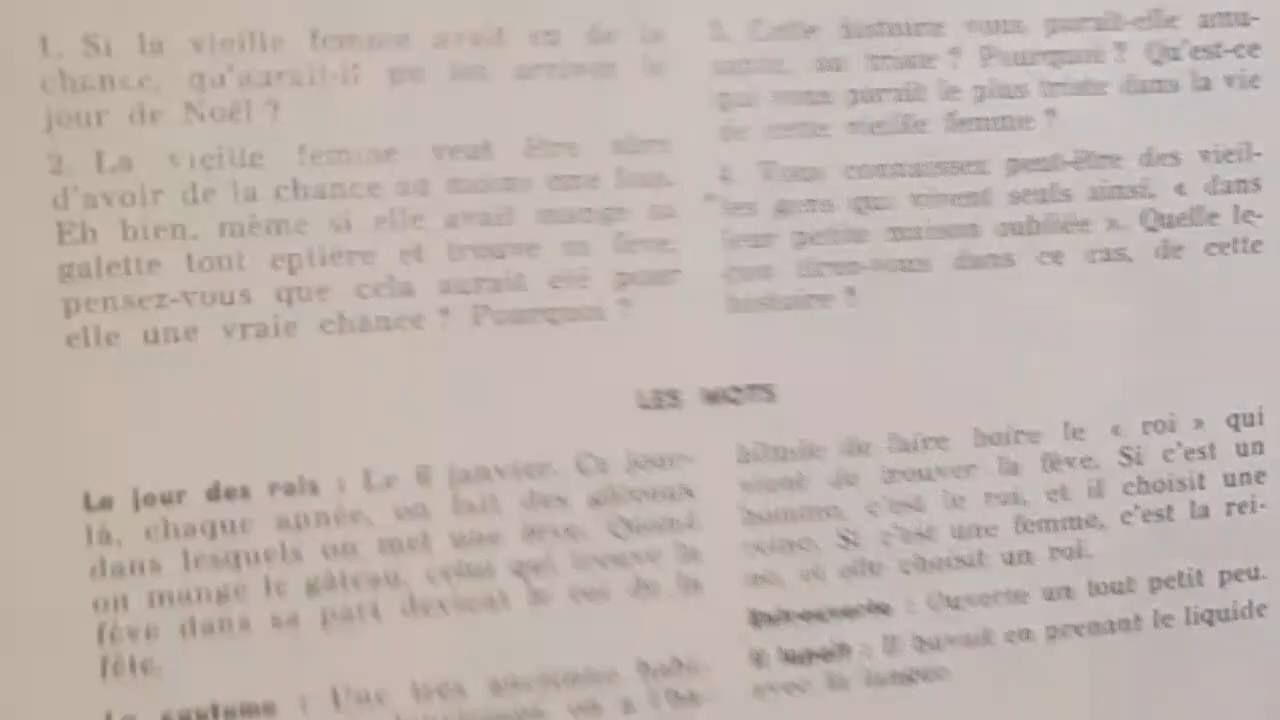 1. Si la vieille femme avait eu de la
chance, qu'aurait-il pu lui arriver le
jour de Noël ?
2. La vieille femme veut être sûre
d'avoir de la chance au moins une fois.
Eh bien, même si elle avait mangé sa
galette tout entière et trouvé sa fève,
pensez-vous que cela aurait été pour
elle une vraie chance ? Pourquoi ?
3. Cette histoire vous paraît-elle amu-
sante, ou triste ? Pourquoi ? Qu'est-ce
qui vous paraît le plus triste dans la vie
de cette vieille femme ?
4. Vous connaissez peut-être des vieil-
les gens qui vivent seuls ainsi, « dans
leur petite maison oubliée ». Quelle le-
çon tirez-vous dans ce cas, de cette
histoire ?
LES MOTS
Le jour des rois : Le 6 janvier. Ce jour-
là, chaque année, on fait des gâteaux
dans lesquels on met une fève. Quand
on mange le gâteau, celui qui trouve la
fève dans sa part devient le roi de la
fête.
La coutume : Une très ancienne
a l'ha-
bitude de faire boire le « roi » qui
vient de trouver la fève. Si c'est un
homme, c'est le roi, et il choisit une
reine. Si c'est une femme, c'est la rei-
ne, et elle choisit un roi.
: Ouverte un tout petit peu.
: Il buvait en prenant le liquide
avec la langue